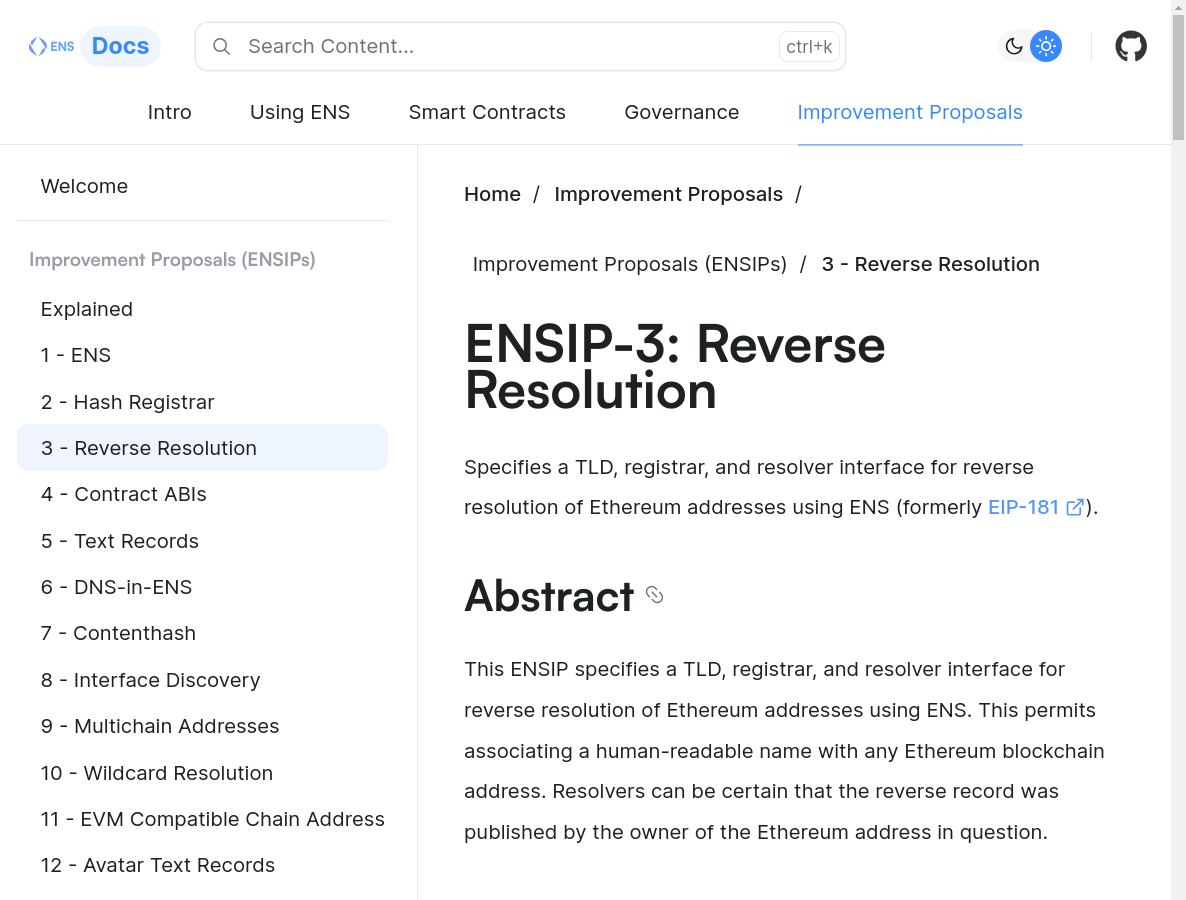 ENS Docs
Search Content...
ctrl+k
Intro
Using ENS
Smart Contracts
Governance
Improvement Proposals
Welcome
Improvement Proposals (ENSIPs)
Explained
1 - ENS
2 - Hash Registrar
3 - Reverse Resolution
4 - Contract ABIs
5 - Text Records
6 - DNS-in-ENS
7 - Contenthash
8 - Interface Discovery
9 - Multichain Addresses
10 - Wildcard Resolution
11 - EVM Compatible Chain Address
12 - Avatar Text Records
Home / Improvement Proposals /
Improvement Proposals (ENSIPs) / 3 - Reverse Resolution
ENSIP-3: Reverse
Resolution
Specifies a TLD, registrar, and resolver interface for reverse
resolution of Ethereum addresses using ENS (formerly EIP-181).
Abstract
This ENSIP specifies a TLD, registrar, and resolver interface for
reverse resolution of Ethereum addresses using ENS. This permits
associating a human-readable name with any Ethereum blockchain
address. Resolvers can be certain that the reverse record was
published by the owner of the Ethereum address in question.